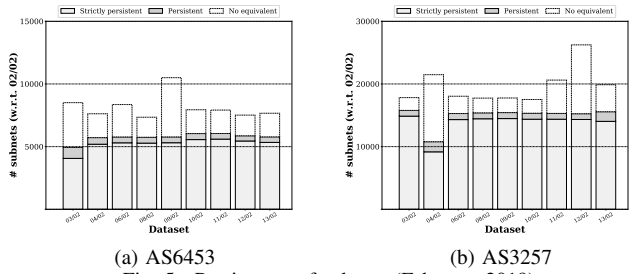 Strictly persistent Persistent No equivalent
15000
10000
5000
# subnets (w.r.t. 02/02)
03/02 04/02 06/02 08/02 09/02 10/02 11/02 12/02 13/02
Dataset
(a) AS6453
Strictly persistent Persistent No equivalent
30000
20000
10000
# subnets (w.r.t. 02/02)
03/02 04/02 06/02 08/02 09/02 10/02 11/02 12/02 13/02
Dataset
(b) AS3257